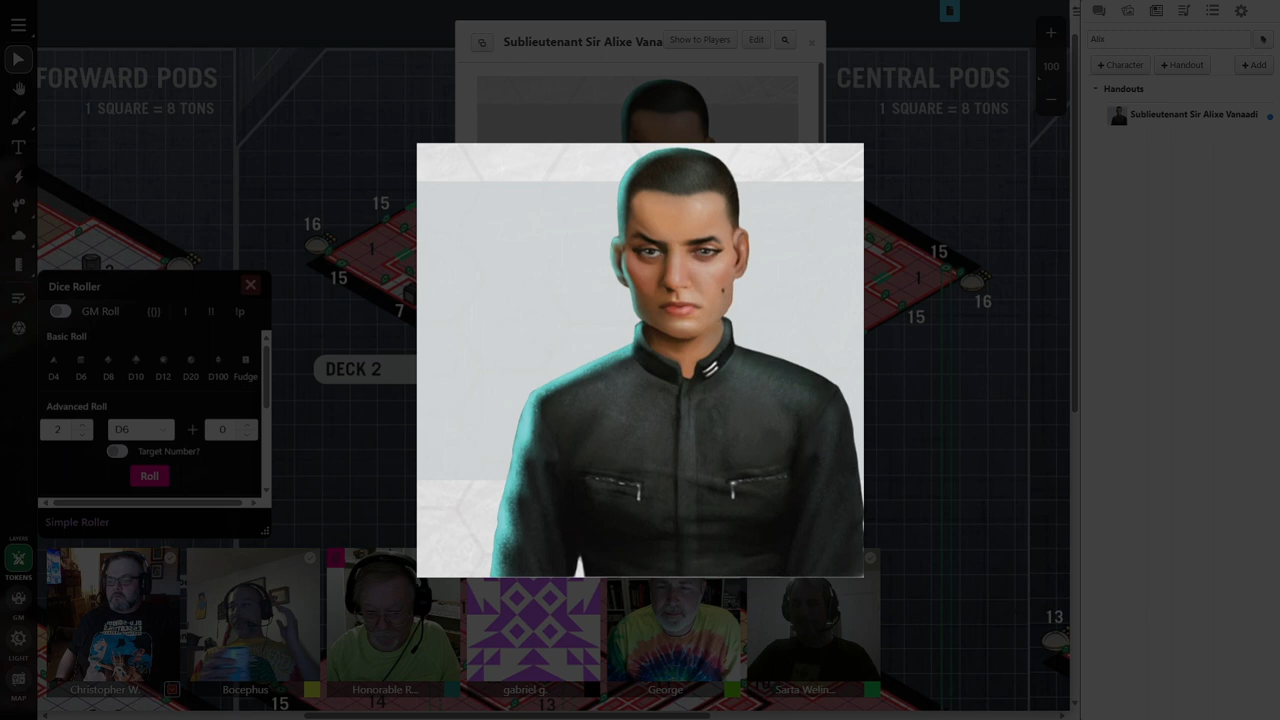 FORWARD PODS
1 SQUARE = 8 TONS
Sublieutenant Sir Alixe Vana
Show to Players
Edit
CENTRAL PODS
1 SQUARE = 8 TONS
+
100
−
Alix
+ Character
+ Handout
+ Add
Handouts
Sublieutenant Sir Alixe Vanaadi
15
16
1
15
7
15
1
16
15
Dice Roller
GM Roll
({)}
!
!!
!p
Basic Roll
D4
D6
D8
D10
D12
D20
D100
Fudge
Advanced Roll
2
D6
+
0
Target Number?
Roll
Simple Roller
DECK 2
LAYERS
TOKENS
GM
LIGHT
MAP
Christopher W.
Bocephus
Honorable R...
gabriel g.
George
Sarta Welin...
15
14
13
13